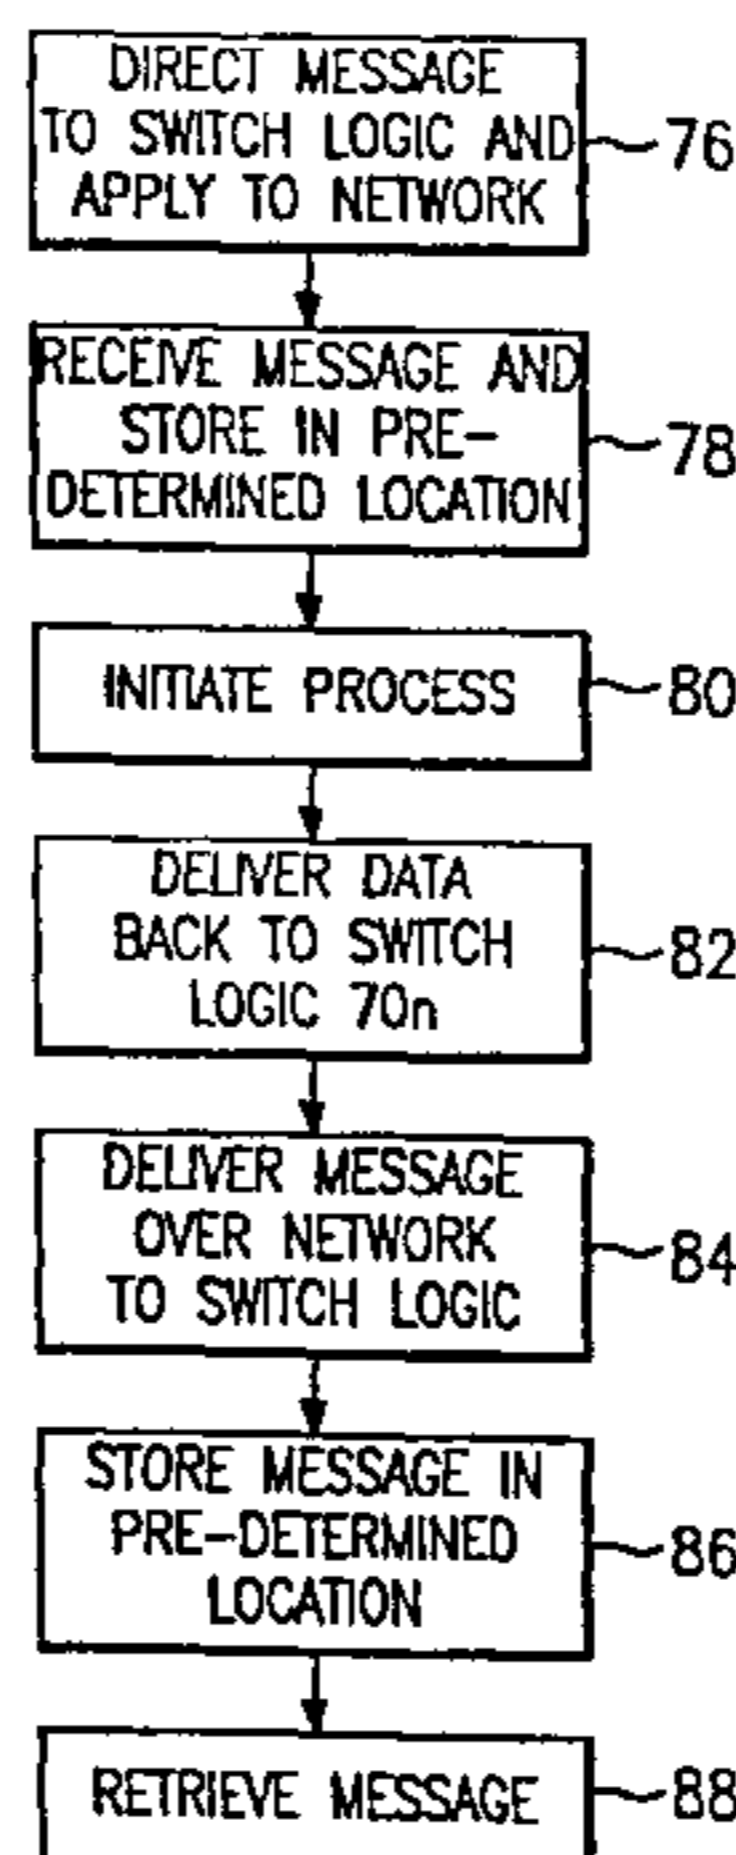 DIRECT MESSAGE
TO SWITCH LOGIC AND
APPLY TO NETWORK
76
RECEIVE MESSAGE AND
STORE IN PRE-
DETERMINED LOCATION
78
INITIATE PROCESS
80
DELIVER DATA
BACK TO SWITCH
LOGIC 70n
82
DELIVER MESSAGE
OVER NETWORK
TO SWITCH LOGIC
84
STORE MESSAGE IN
PRE-DETERMINED
LOCATION
86
RETRIEVE MESSAGE
88